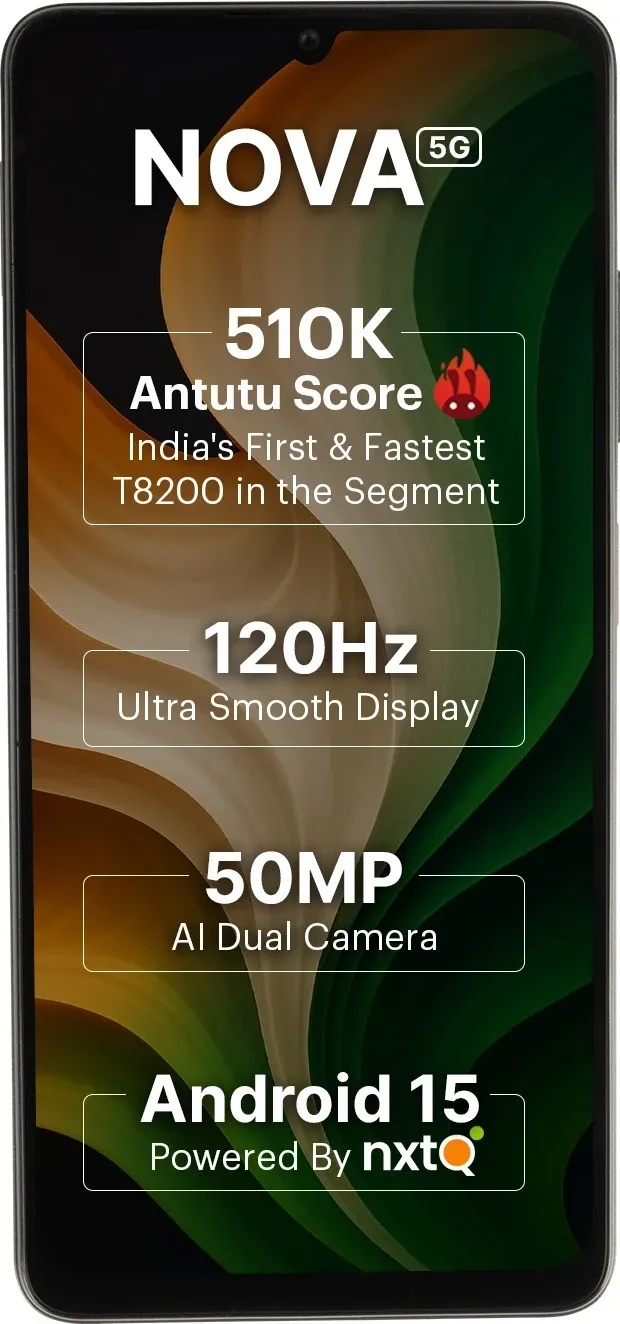 NOVA 5G
510K
Antutu Score
India's First & Fastest
T8200 in the Segment
120Hz
Ultra Smooth Display
50MP
AI Dual Camera
Android 15
Powered By nxtQ